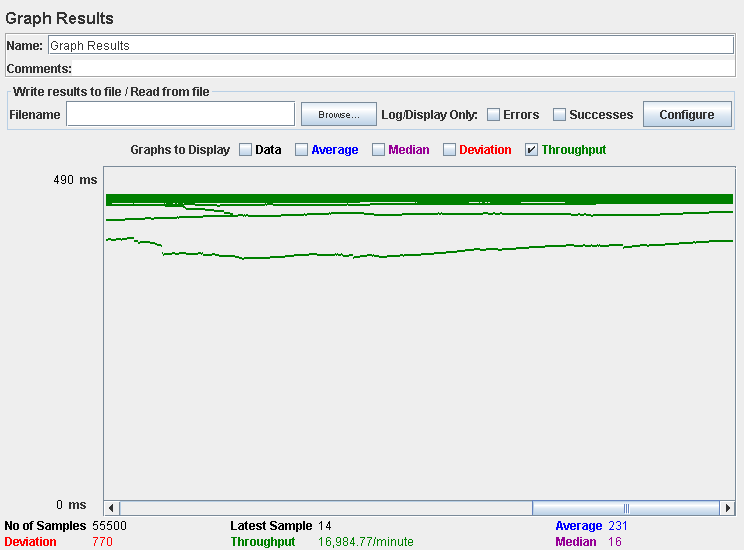 Graph Results
Name: Graph Results
Comments:
Write results to file / Read from file
Filename Browse... Log/Display Only: Errors Successes Configure
Graphs to Display Data Average Median Deviation Throughput
490 ms
0 ms
No of Samples 55500 Latest Sample 14 Average 231
Deviation 770 Throughput 16,984.77/minute Median 16